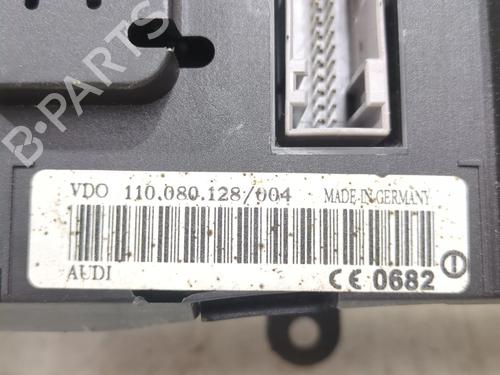 B-PARTS
VDO 110.080.128/004 MADE-IN-GERMANY
AUDI CE 0682